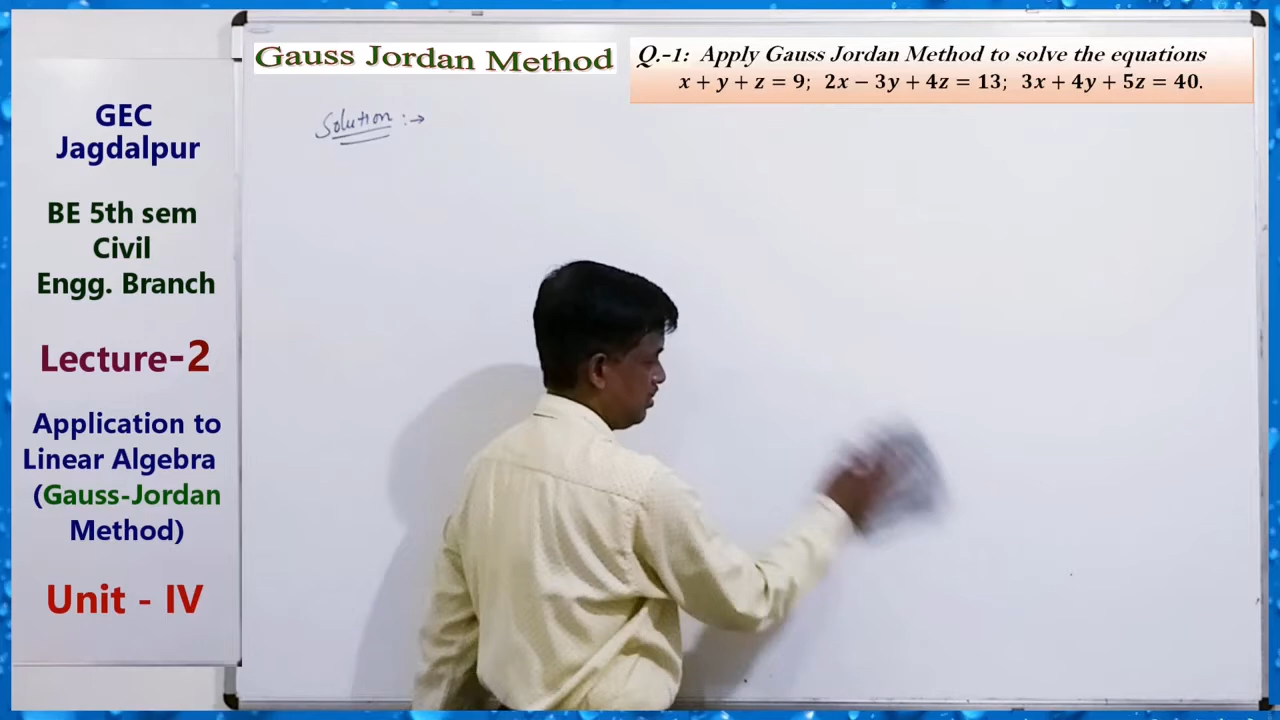 GEC
Jagdalpur
BE 5th sem
Civil
Engg. Branch
Lecture-2
Application to
Linear Algebra
(Gauss-Jordan
Method)
Unit - IV
Gauss Jordan Method
Q.-1: Apply Gauss Jordan Method to solve the equations
x + y + z = 9; 2x − 3y + 4z = 13; 3x + 4y + 5z = 40.
Solution :→